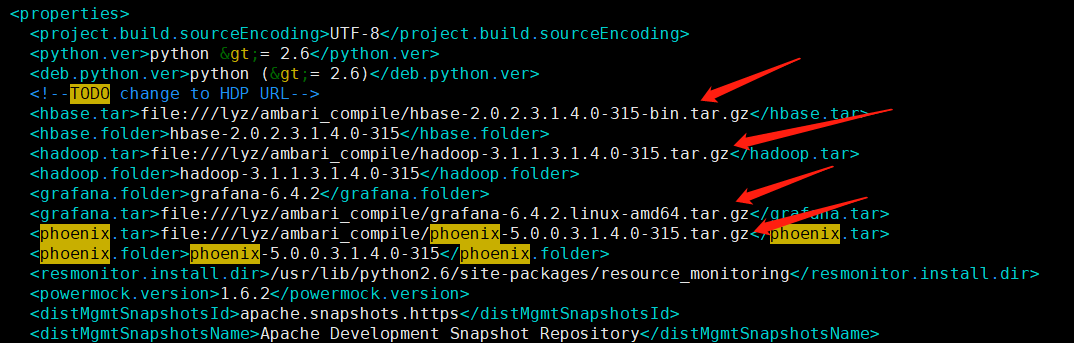 <properties>
<project.build.sourceEncoding>UTF-8</project.build.sourceEncoding>
<python.ver>python &gt;= 2.6</python.ver>
<deb.python.ver>python (&gt;= 2.6)</deb.python.ver>
<!--TODO change to HDP URL-->
<hbase.tar>file:///lyz/ambari_compile/hbase-2.0.2.3.1.4.0-315-bin.tar.gz</hbase.tar>
<hbase.folder>hbase-2.0.2.3.1.4.0-315</hbase.folder>
<hadoop.tar>file:///lyz/ambari_compile/hadoop-3.1.1.3.1.4.0-315.tar.gz</hadoop.tar>
<hadoop.folder>hadoop-3.1.1.3.1.4.0-315</hadoop.folder>
<grafana.folder>grafana-6.4.2</grafana.folder>
<grafana.tar>file:///lyz/ambari_compile/grafana-6.4.2.linux-amd64.tar.gz</grafana.tar>
<phoenix.tar>file:///lyz/ambari_compile/phoenix-5.0.0.3.1.4.0-315.tar.gz</phoenix.tar>
<phoenix.folder>phoenix-5.0.0.3.1.4.0-315</phoenix.folder>
<resmonitor.install.dir>/usr/lib/python2.6/site-packages/resource_monitoring</resmonitor.install.dir>
<powermock.version>1.6.2</powermock.version>
<distMgmtSnapshotsId>apache.snapshots.https</distMgmtSnapshotsId>
<distMgmtSnapshotsName>Apache Development Snapshot Repository</distMgmtSnapshotsName>